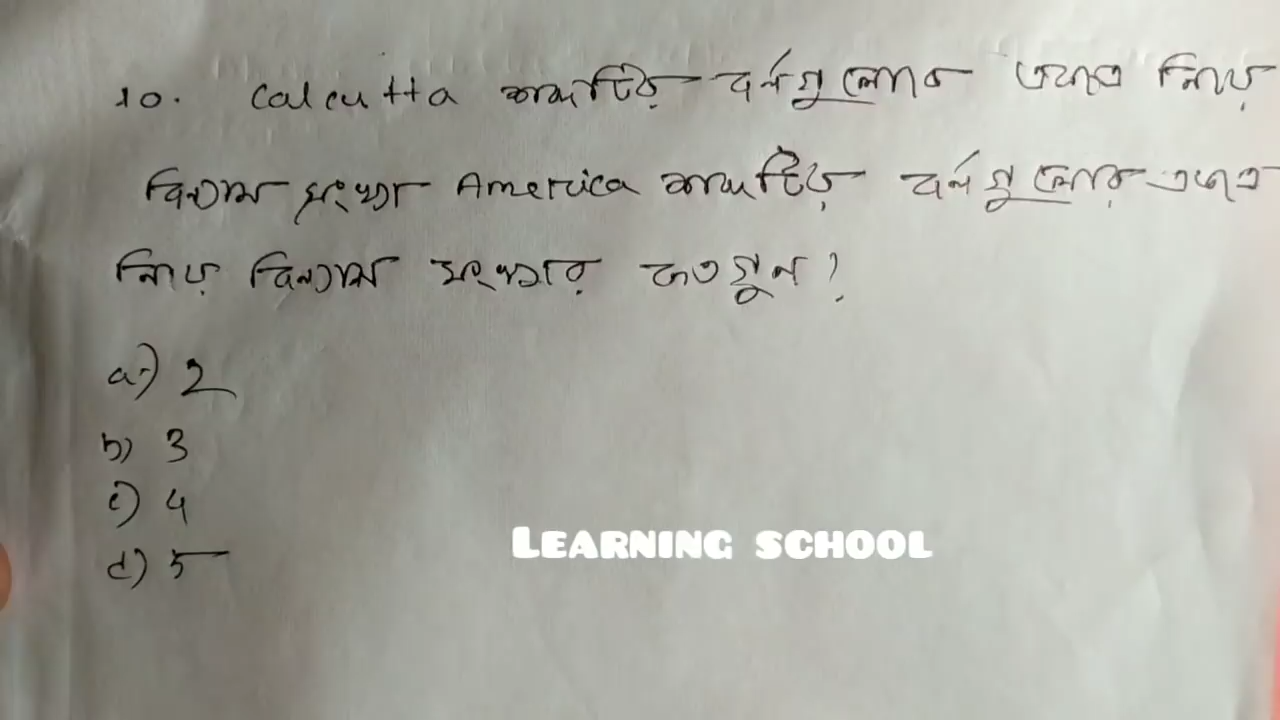 10. Calcutta শব্দটির বর্ণগুলোর একত্রে নিয়ে
বিন্যাস সংখ্যা America শব্দটির বর্ণগুলোর একত্রে
নিয়ে বিন্যাস সংখ্যার কতগুন?
a) 2
b) 3
c) 4
d) 5
LEARNING SCHOOL